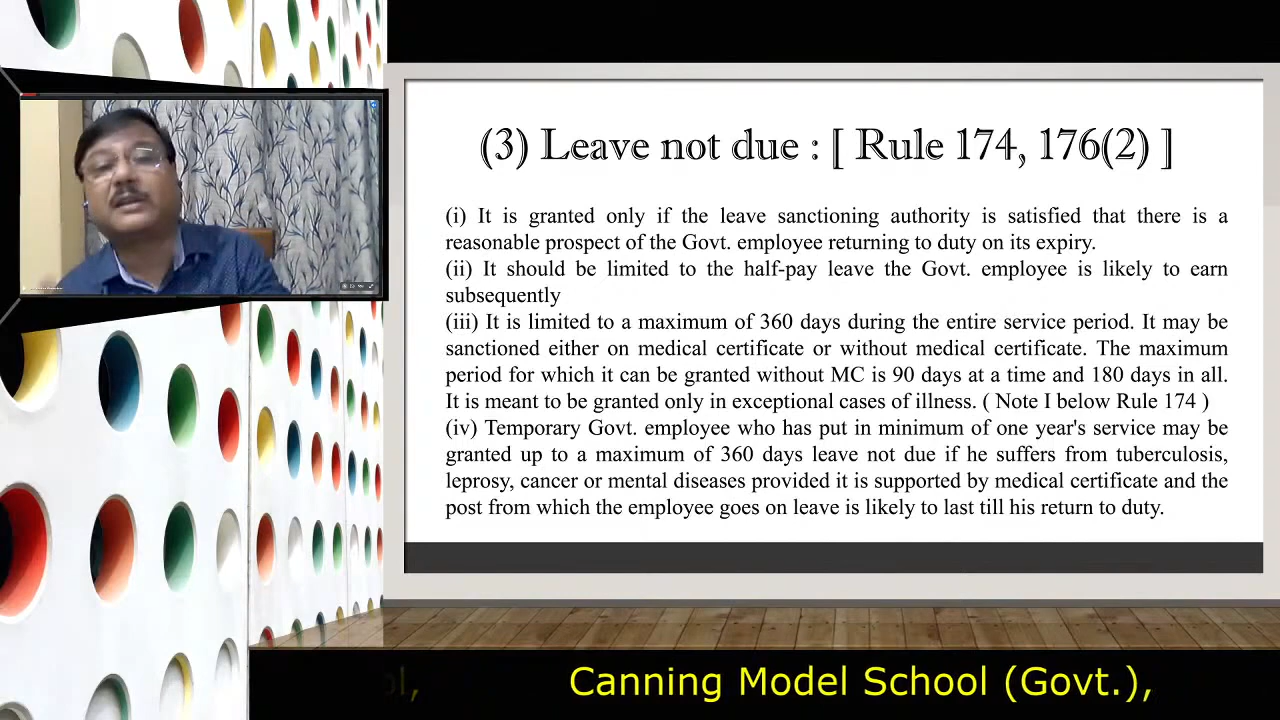 (3) Leave not due : [ Rule 174, 176(2) ]
(i) It is granted only if the leave sanctioning authority is satisfied that there is a
reasonable prospect of the Govt. employee returning to duty on its expiry.
(ii) It should be limited to the half-pay leave the Govt. employee is likely to earn
subsequently
(iii) It is limited to a maximum of 360 days during the entire service period. It may be
sanctioned either on medical certificate or without medical certificate. The maximum
period for which it can be granted without MC is 90 days at a time and 180 days in all.
It is meant to be granted only in exceptional cases of illness. ( Note I below Rule 174 )
(iv) Temporary Govt. employee who has put in minimum of one year's service may be
granted up to a maximum of 360 days leave not due if he suffers from tuberculosis,
leprosy, cancer or mental diseases provided it is supported by medical certificate and the
post from which the employee goes on leave is likely to last till his return to duty.
Canning Model School (Govt.),